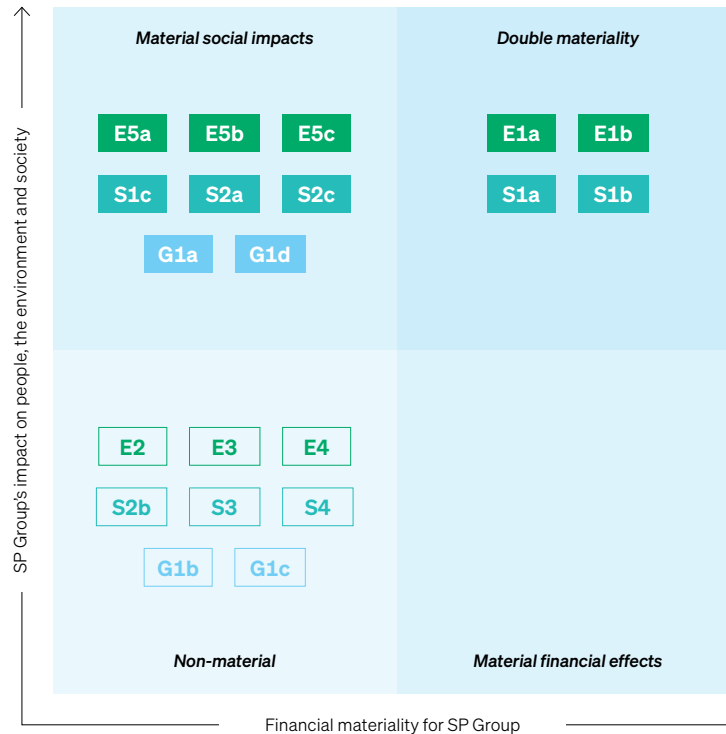 Material social impacts
Double materiality
E5a E5b E5c
E1a E1b
S1c S2a S2c
S1a S1b
G1a G1d
SP Group's impact on people, the environment and society
E2 E3 E4
S2b S3 S4
G1b G1c
Non-material
Material financial effects
Financial materiality for SP Group